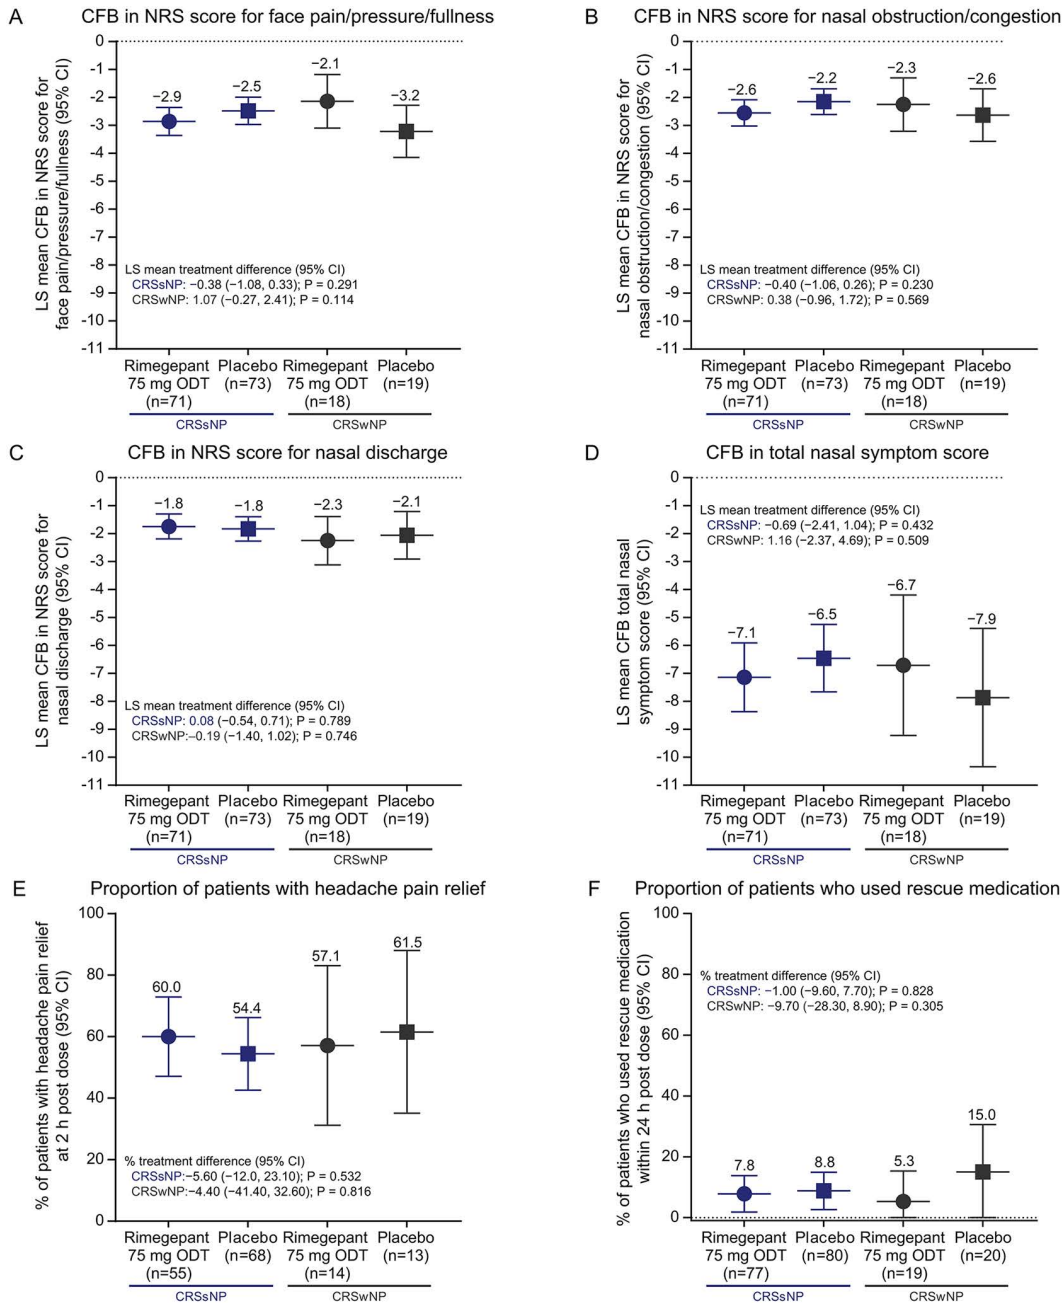 A
CFB in NRS score for face pain/pressure/fullness
LS mean CFB in NRS score for
face pain/pressure/fullness (95% CI)
0
-1
-2
-3
-4
-5
-6
-7
-8
-9
-10
-11
−2.9
−2.5
−2.1
−3.2
LS mean treatment difference (95% CI)
CRSsNP: −0.38 (−1.08, 0.33); P = 0.291
CRSwNP: 1.07 (−0.27, 2.41); P = 0.114
Rimegepant Placebo Rimegepant Placebo
75 mg ODT (n=73) 75 mg ODT (n=19)
(n=71) (n=18)
CRSsNP CRSwNP
B
CFB in NRS score for nasal obstruction/congestion
LS mean CFB in NRS score for
nasal obstruction/congestion (95% CI)
0
-1
-2
-3
-4
-5
-6
-7
-8
-9
-10
-11
−2.6
−2.2
−2.3
−2.6
LS mean treatment difference (95% CI)
CRSsNP: −0.40 (−1.06, 0.26); P = 0.230
CRSwNP: 0.38 (−0.96, 1.72); P = 0.569
Rimegepant Placebo Rimegepant Placebo
75 mg ODT (n=73) 75 mg ODT (n=19)
(n=71) (n=18)
CRSsNP CRSwNP
C
CFB in NRS score for nasal discharge
LS mean CFB in NRS score for
nasal discharge (95% CI)
0
-1
-2
-3
-4
-5
-6
-7
-8
-9
-10
-11
−1.8
−1.8
−2.3
−2.1
LS mean treatment difference (95% CI)
CRSsNP: 0.08 (−0.54, 0.71); P = 0.789
CRSwNP:–0.19 (−1.40, 1.02); P = 0.746
Rimegepant Placebo Rimegepant Placebo
75 mg ODT (n=73) 75 mg ODT (n=19)
(n=71) (n=18)
CRSsNP CRSwNP
D
CFB in total nasal symptom score
LS mean CFB total nasal
symptom score (95% CI)
0
-1
-2
-3
-4
-5
-6
-7
-8
-9
-10
-11
LS mean treatment difference (95% CI)
CRSsNP: −0.69 (−2.41, 1.04); P = 0.432
CRSwNP: 1.16 (−2.37, 4.69); P = 0.509
−7.1
−6.5
−6.7
−7.9
Rimegepant Placebo Rimegepant Placebo
75 mg ODT (n=73) 75 mg ODT (n=19)
(n=71) (n=18)
CRSsNP CRSwNP
E
Proportion of patients with headache pain relief
% of patients with headache pain relief
at 2 h post dose (95% CI)
100
80
60
40
20
0
60.0
54.4
57.1
61.5
% treatment difference (95% CI)
CRSsNP:−5.60 (−12.0, 23.10); P = 0.532
CRSwNP:−4.40 (−41.40, 32.60); P = 0.816
Rimegepant Placebo Rimegepant Placebo
75 mg ODT (n=68) 75 mg ODT (n=13)
(n=55) (n=14)
CRSsNP CRSwNP
F
Proportion of patients who used rescue medication
% of patients who used rescue medication
within 24 h post dose (95% CI)
100
80
60
40
20
0
% treatment difference (95% CI)
CRSsNP: −1.00 (−9.60, 7.70); P = 0.828
CRSwNP: −9.70 (−28.30, 8.90); P = 0.305
7.8
8.8
5.3
15.0
Rimegepant Placebo Rimegepant Placebo
75 mg ODT (n=80) 75 mg ODT (n=20)
(n=77) (n=19)
CRSsNP CRSwNP